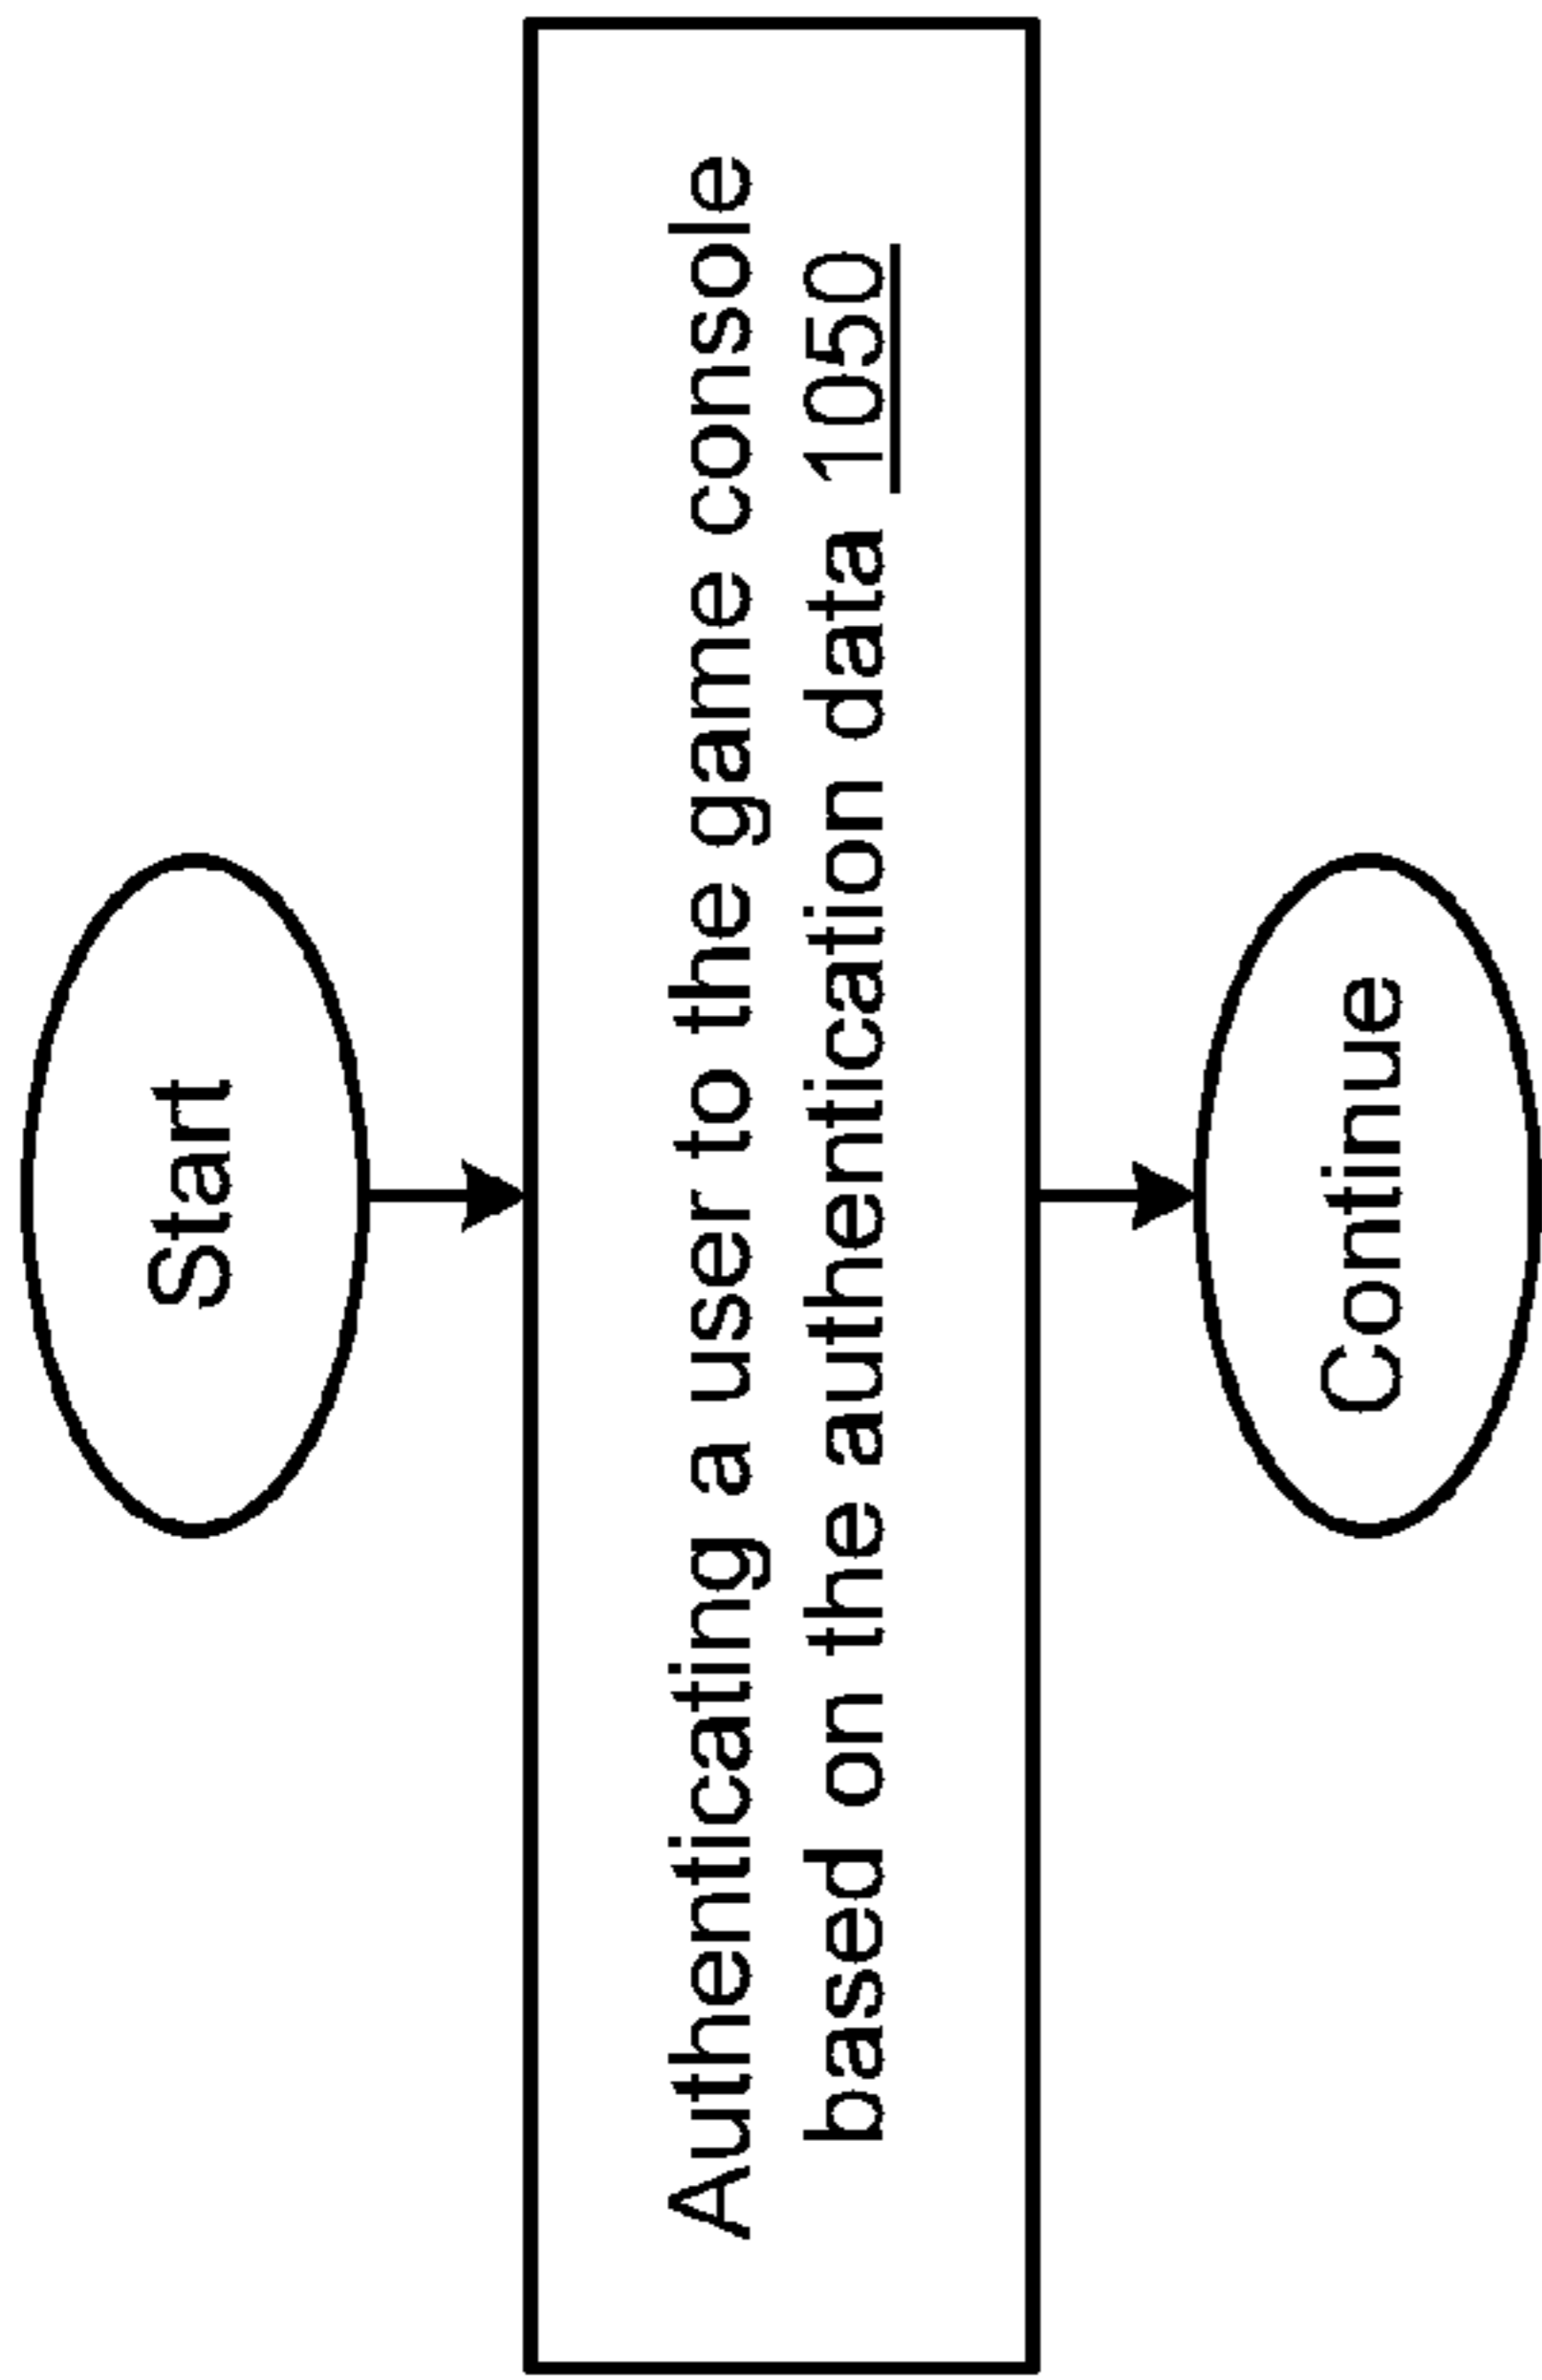 Start
Authenticating a user to the game console
based on the authentication data 1050
Continue